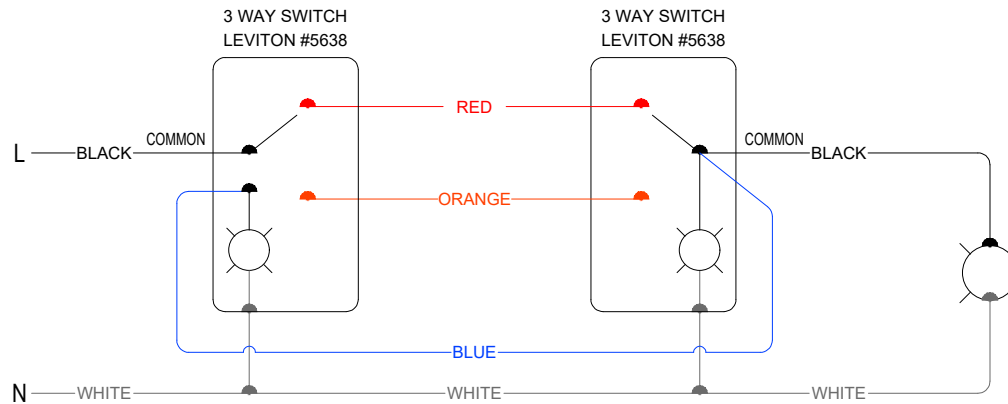 3 WAY SWITCH
LEVITON #5638
3 WAY SWITCH
LEVITON #5638
RED
L
BLACK
COMMON
COMMON
BLACK
ORANGE
BLUE
N
WHITE
WHITE
WHITE